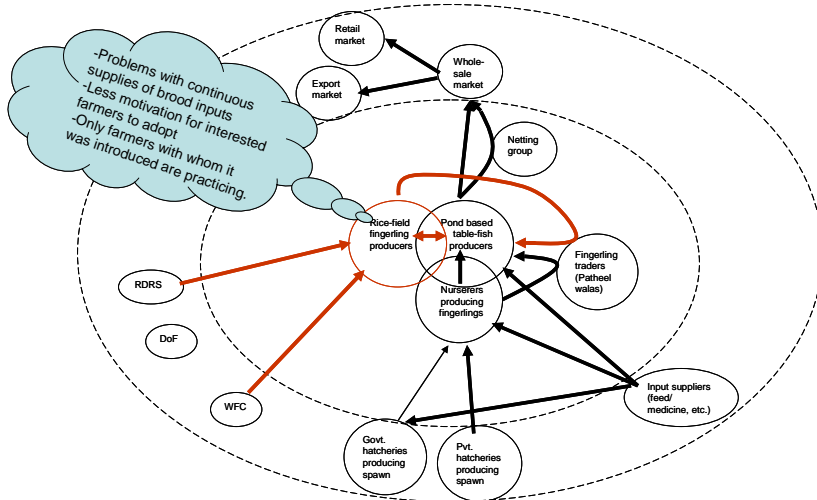 Retail
market
Whole-
sale
market
Export
market
-Problems with continuous
supplies of brood inputs
-Less motivation for interested
farmers to adopt
-Only farmers with whom it
was introduced are practicing.
Netting
group
Rice-field
fingerling
producers
Pond based
table-fish
producers
Fingerling
traders
(Patheel
walas)
RDRS
Nurserers
producing
fingerlings
DoF
WFC
Input suppliers
(feed/
medicine, etc.)
Govt.
hatcheries
producing
spawn
Pvt.
hatcheries
producing
spawn